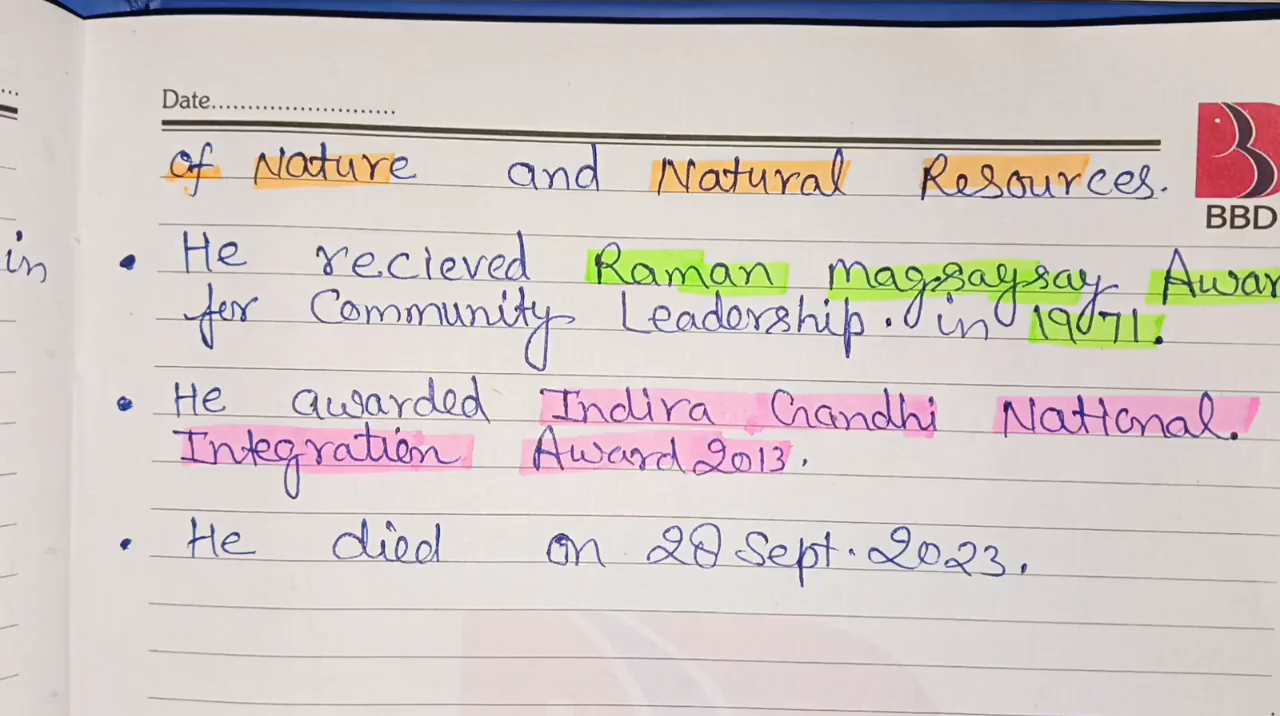 Date........................
of Nature and Natural Resources.
BBD
in
• He recieved Raman magsaysay Awar
for Community Leadership. in 1971.
• He awarded Indira Gandhi National.
Integration Award 2013.
• He died on 28 Sept. 2023.